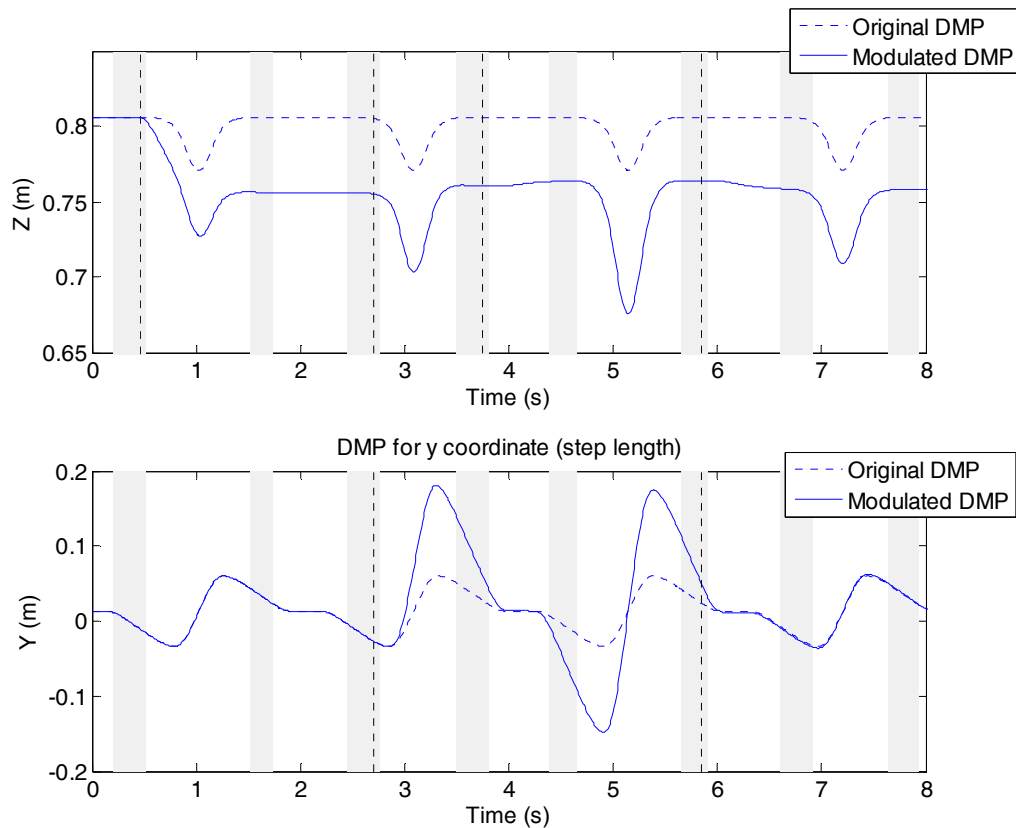 Original DMP
Modulated DMP
0.8
0.75
0.7
0.65
Z (m)
0 1 2 3 4 5 6 7 8
Time (s)
DMP for y coordinate (step length)
Original DMP
Modulated DMP
0.2
0.1
0
-0.1
-0.2
Y (m)
0 1 2 3 4 5 6 7 8
Time (s)